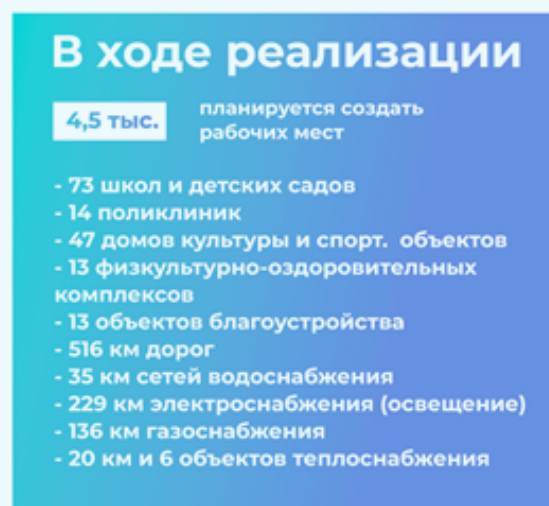 В ходе реализации
4,5 тыс.
планируется создать
рабочих мест
- 73 школ и детских садов
- 14 поликлиник
- 47 домов культуры и спорт. объектов
- 13 физкультурно-оздоровительных
комплексов
- 13 объектов благоустройства
- 516 км дорог
- 35 км сетей водоснабжения
- 229 км электроснабжения (освещение)
- 136 км газоснабжения
- 20 км и 6 объектов теплоснабжения